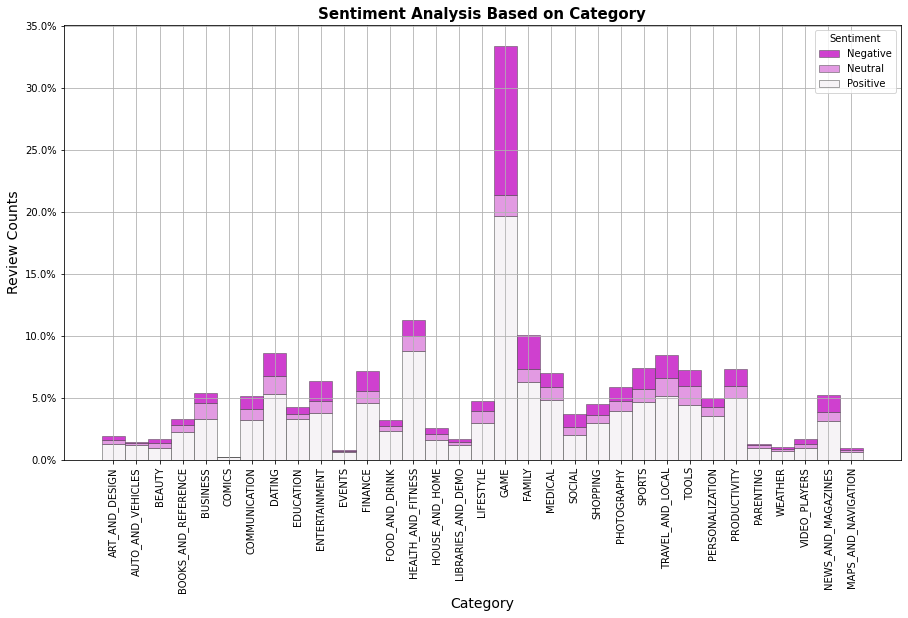 Sentiment Analysis Based on Category
Sentiment
Negative
Neutral
Positive
Review Counts
35.0%
30.0%
25.0%
20.0%
15.0%
10.0%
5.0%
0.0%
ART_AND_DESIGN
AUTO_AND_VEHICLES
BEAUTY
BOOKS_AND_REFERENCE
BUSINESS
COMICS
COMMUNICATION
DATING
EDUCATION
ENTERTAINMENT
EVENTS
FINANCE
FOOD_AND_DRINK
HEALTH_AND_FITNESS
HOUSE_AND_HOME
LIBRARIES_AND_DEMO
LIFESTYLE
GAME
FAMILY
MEDICAL
SOCIAL
SHOPPING
PHOTOGRAPHY
SPORTS
TRAVEL_AND_LOCAL
TOOLS
PERSONALIZATION
PRODUCTIVITY
PARENTING
WEATHER
VIDEO_PLAYERS
NEWS_AND_MAGAZINES
MAPS_AND_NAVIGATION
Category